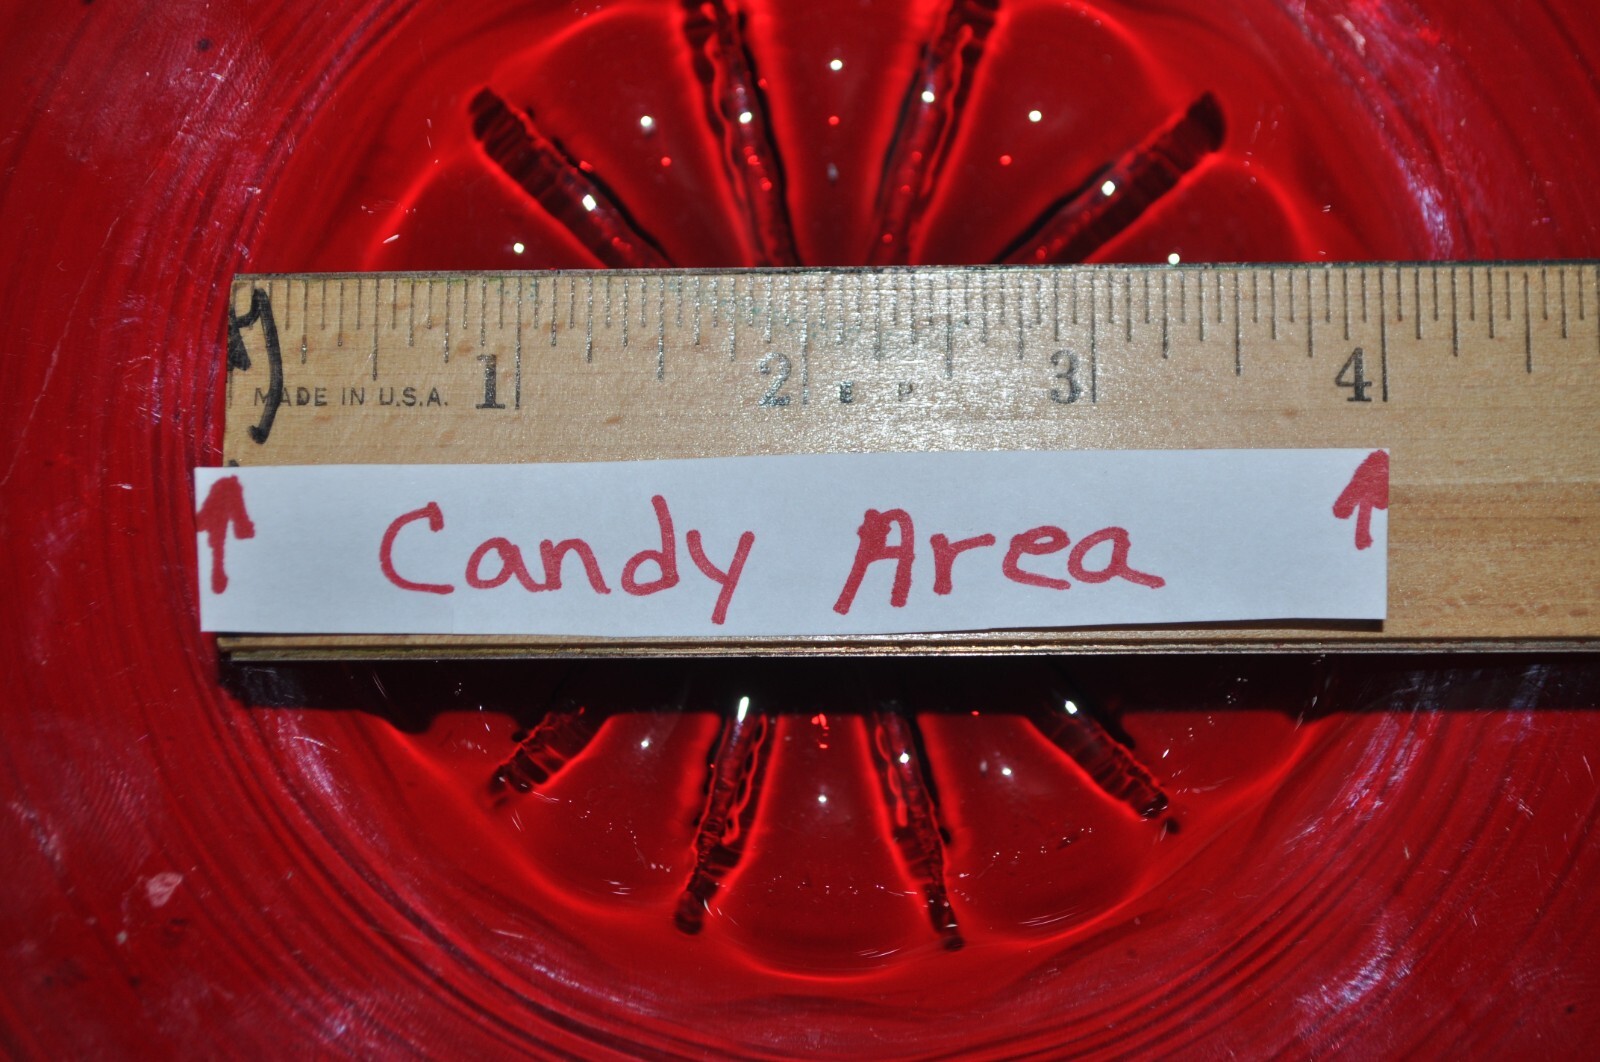 1 2 3 4
MADE IN U.S.A. E P
Candy Area